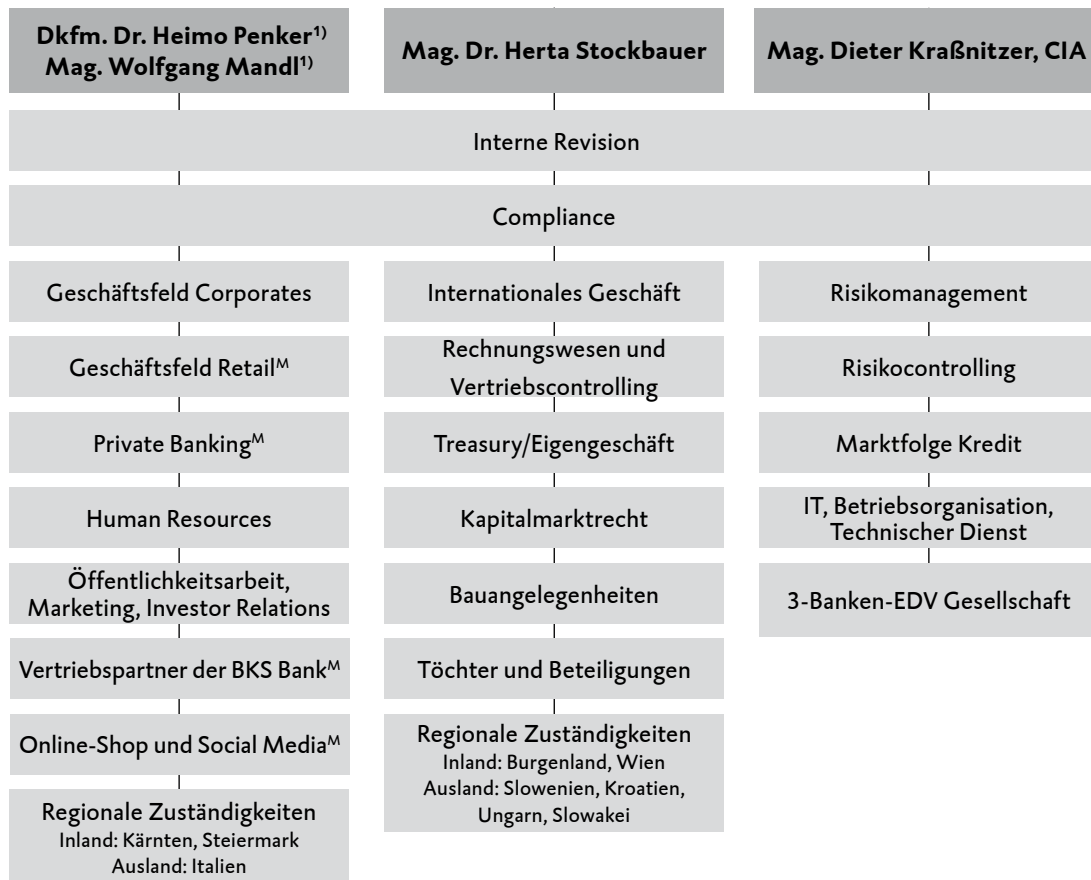 Dkfm. Dr. Heimo Penker¹⁾
Mag. Wolfgang Mandl¹⁾
Mag. Dr. Herta Stockbauer
Mag. Dieter Kraßnitzer, CIA
Interne Revision
Compliance
Geschäftsfeld Corporates
Geschäftsfeld Retailᴹ
Private Bankingᴹ
Human Resources
Öffentlichkeitsarbeit,
Marketing, Investor Relations
Vertriebspartner der BKS Bankᴹ
Online-Shop und Social Mediaᴹ
Regionale Zuständigkeiten
Inland: Kärnten, Steiermark
Ausland: Italien
Internationales Geschäft
Rechnungswesen und
Vertriebscontrolling
Treasury/Eigengeschäft
Kapitalmarktrecht
Bauangelegenheiten
Töchter und Beteiligungen
Regionale Zuständigkeiten
Inland: Burgenland, Wien
Ausland: Slowenien, Kroatien,
Ungarn, Slowakei
Risikomanagement
Risikocontrolling
Marktfolge Kredit
IT, Betriebsorganisation,
Technischer Dienst
3-Banken-EDV Gesellschaft